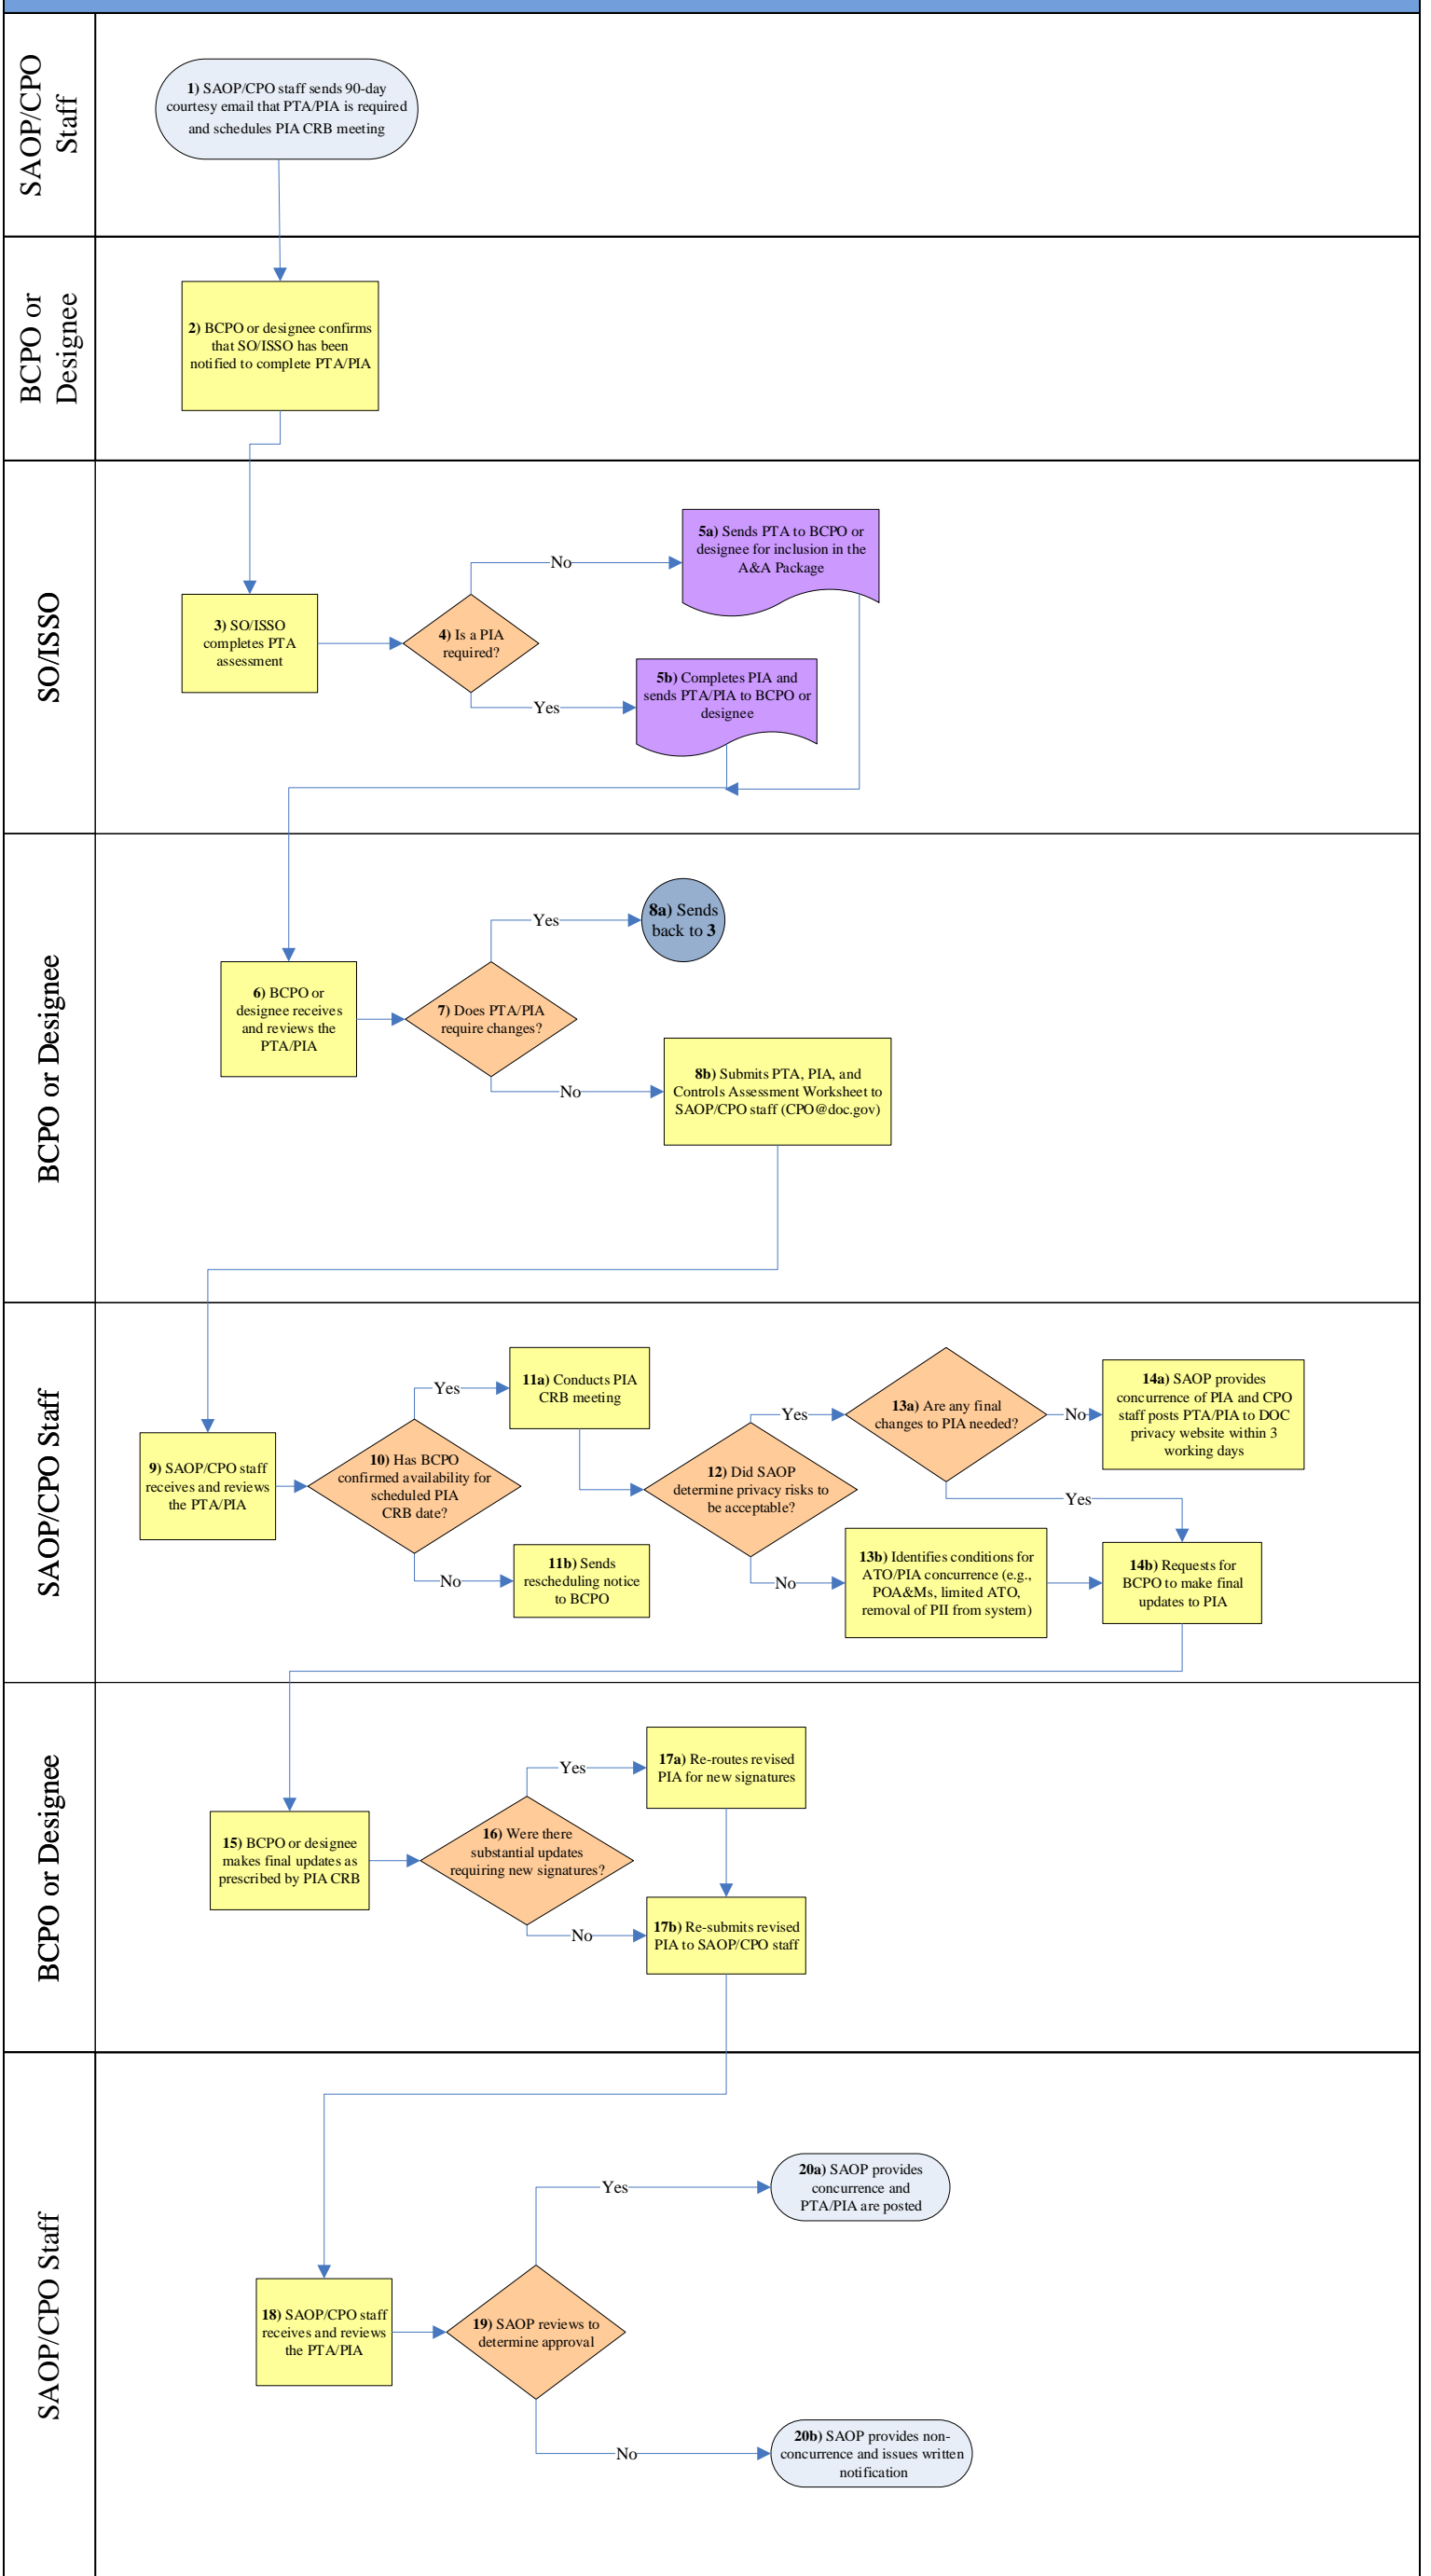 SAOP/CPO
Staff
1) SAOP/CPO staff sends 90-day
courtesy email that PTA/PIA is required
and schedules PIA CRB meeting
BCPO or
Designee
2) BCPO or designee confirms
that SO/ISSO has been
notified to complete PTA/PIA
SO/ISSO
3) SO/ISSO
completes PTA
assessment
4) Is a PIA
required?
No
5a) Sends PTA to BCPO or
designee for inclusion in the
A&A Package
Yes
5b) Completes PIA and
sends PTA/PIA to BCPO or
designee
BCPO or Designee
6) BCPO or
designee receives
and reviews the
PTA/PIA
7) Does PTA/PIA
require changes?
Yes
8a) Sends
back to 3
No
8b) Submits PTA, PIA, and
Controls Assessment Worksheet to
SAOP/CPO staff (CPO@doc.gov)
SAOP/CPO Staff
9) SAOP/CPO staff
receives and reviews
the PTA/PIA
10) Has BCPO
confirmed availability for
scheduled PIA
CRB date?
Yes
11a) Conducts PIA
CRB meeting
No
11b) Sends
rescheduling notice
to BCPO
12) Did SAOP
determine privacy risks to
be acceptable?
Yes
13a) Are any final
changes to PIA needed?
No
14a) SAOP provides
concurrence of PIA and CPO
staff posts PTA/PIA to DOC
privacy website within 3
working days
Yes
No
13b) Identifies conditions for
ATO/PIA concurrence (e.g.,
POA&Ms, limited ATO,
removal of PII from system)
14b) Requests for
BCPO to make final
updates to PIA
BCPO or Designee
15) BCPO or designee
makes final updates as
prescribed by PIA CRB
16) Were there
substantial updates
requiring new signatures?
Yes
17a) Re-routes revised
PIA for new signatures
No
17b) Re-submits revised
PIA to SAOP/CPO staff
SAOP/CPO Staff
18) SAOP/CPO staff
receives and reviews
the PTA/PIA
19) SAOP reviews to
determine approval
Yes
20a) SAOP provides
concurrence and
PTA/PIA are posted
No
20b) SAOP provides non-
concurrence and issues written
notification